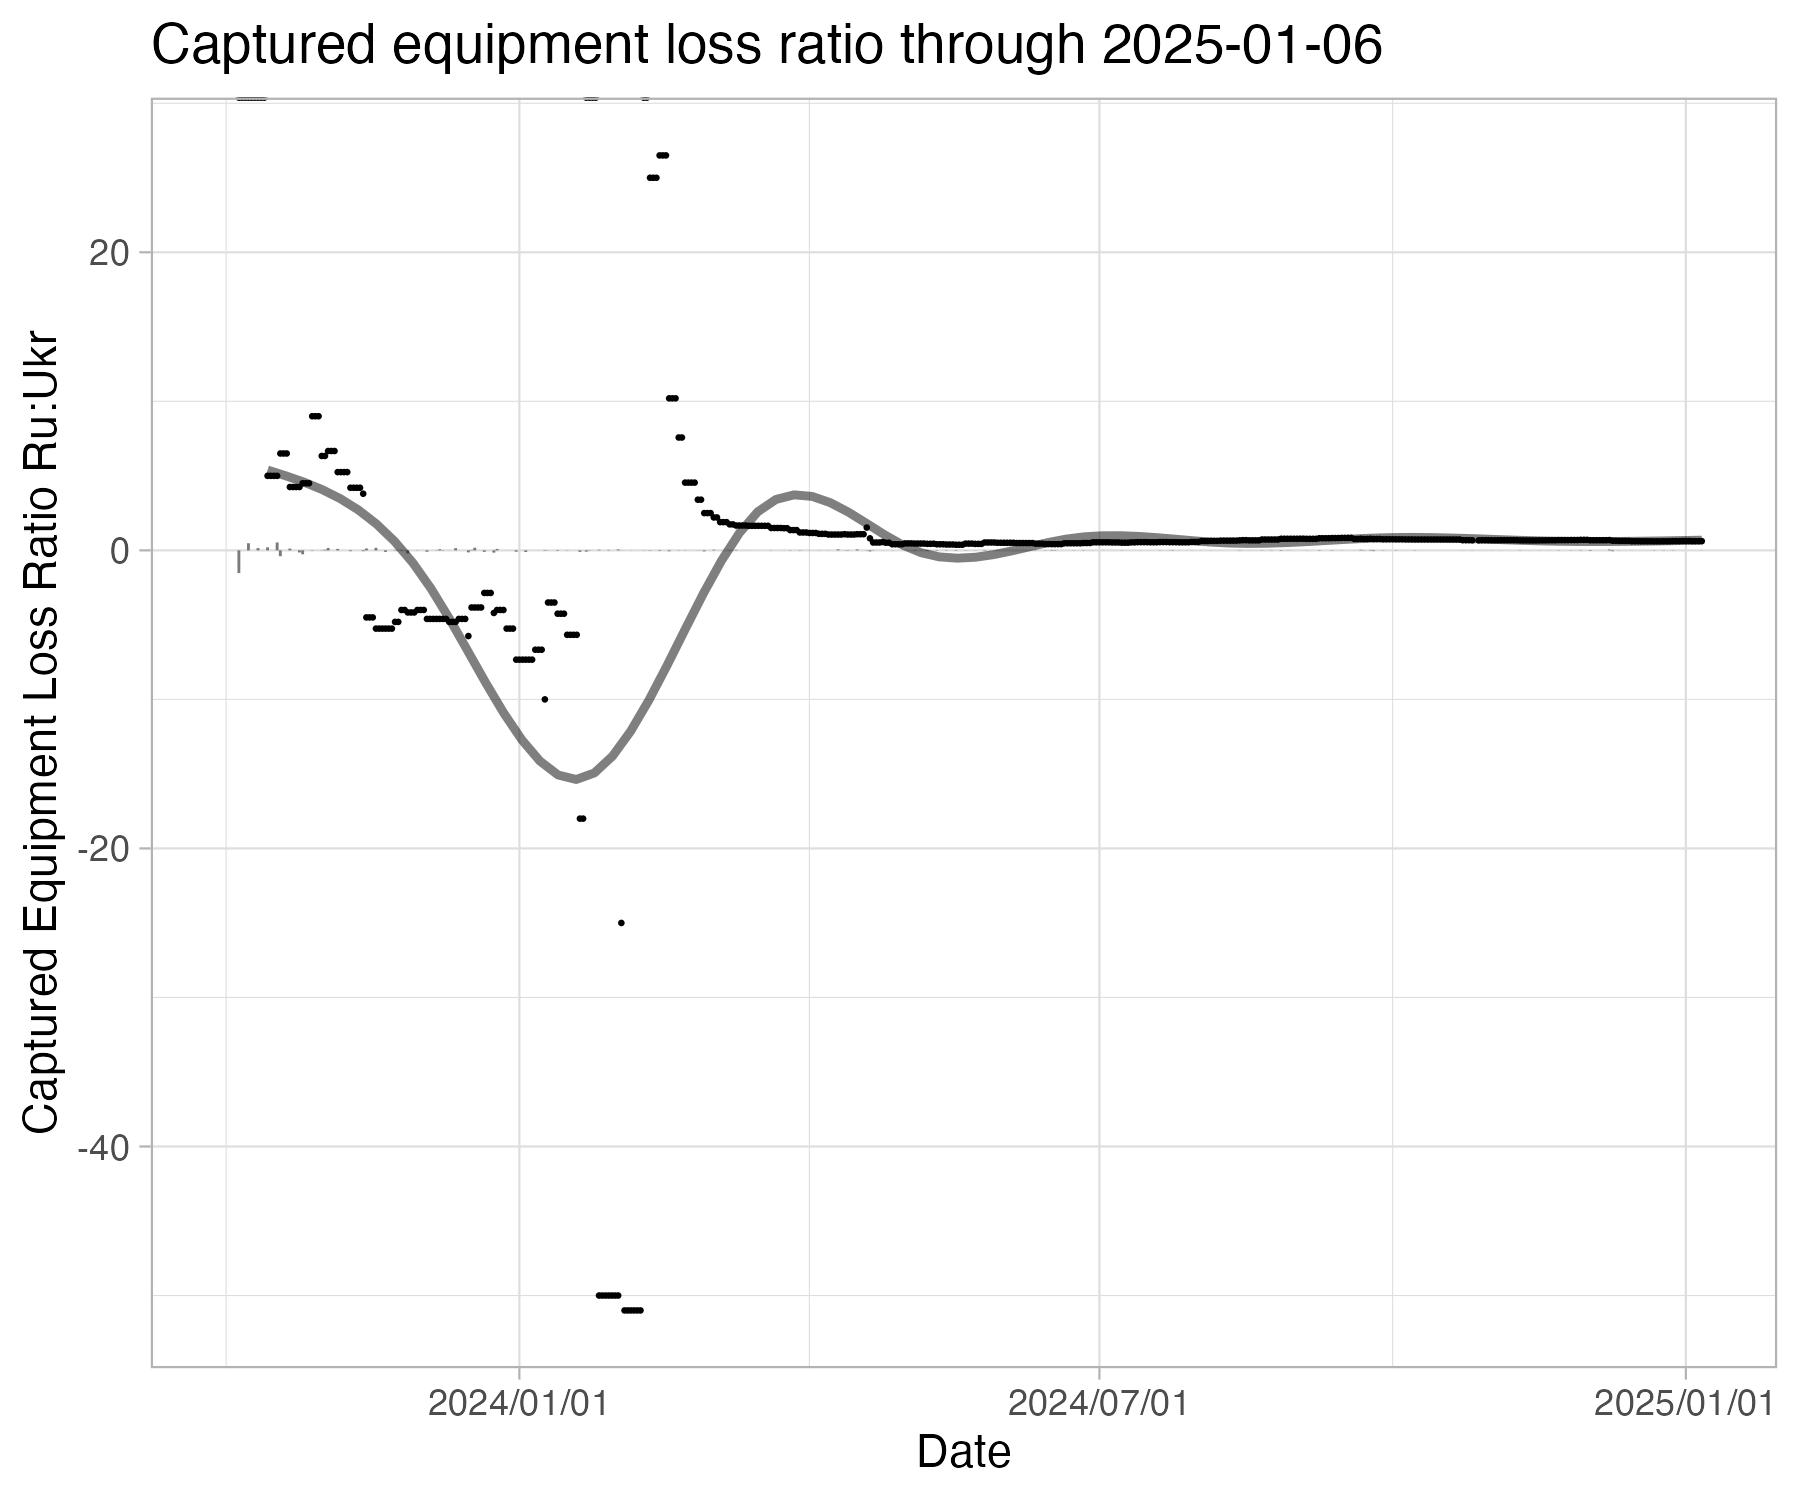 Captured equipment loss ratio through 2025-01-06
Captured Equipment Loss Ratio Ru:Ukr
20
0
-20
-40
2024/01/01
2024/07/01
2025/01/01
Date